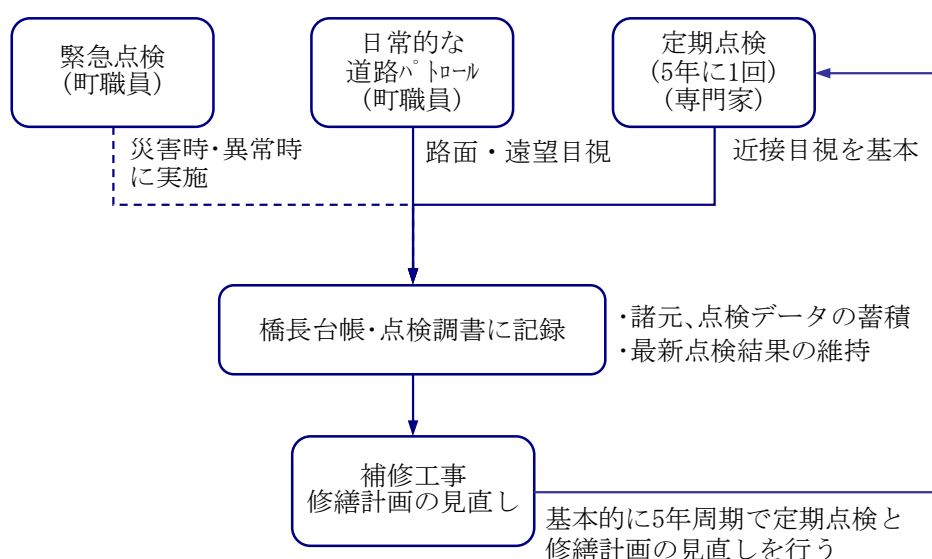 緊急点検
(町職員)
日常的な
道路ﾊﾟﾄﾛｰﾙ
(町職員)
定期点検
(5年に1回)
(専門家)
災害時・異常時
に実施
路面・遠望目視
近接目視を基本
橋長台帳・点検調書に記録
・諸元、点検データの蓄積
・最新点検結果の維持
補修工事
修繕計画の見直し
基本的に5年周期で定期点検と
修繕計画の見直しを行う